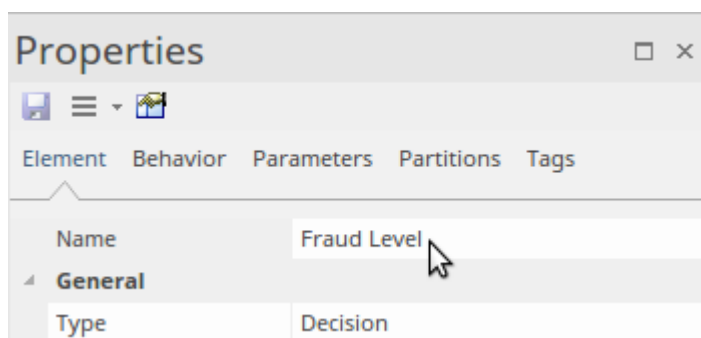 Properties
Element Behavior Parameters Partitions Tags
Name Fraud Level
General
Type Decision